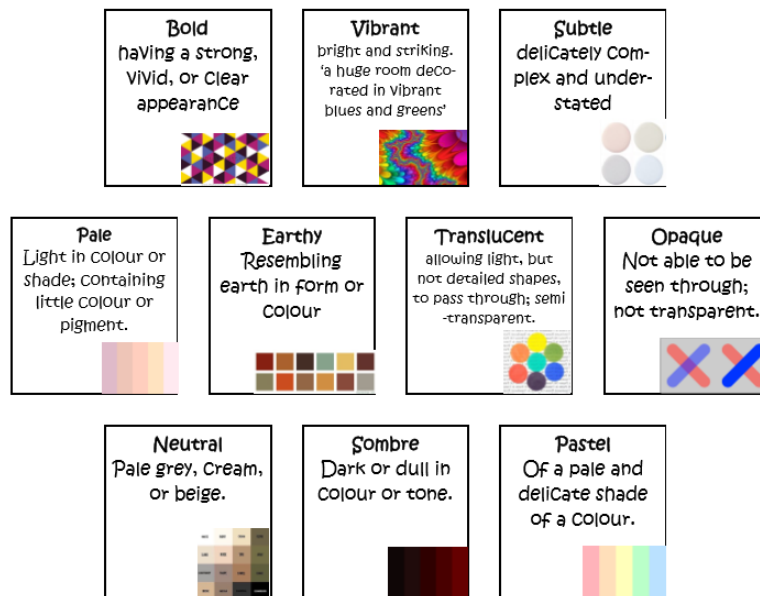 Bold
having a strong,
vivid, or clear
appearance
Vibrant
bright and striking.
'a huge room deco-
rated in vibrant
blues and greens'
Subtle
delicately com-
plex and under-
stated
Pale
Light in colour or
shade; containing
little colour or
pigment.
Earthy
Resembling
earth in form or
colour
Translucent
allowing light, but
not detailed shapes,
to pass through; semi
-transparent.
Opaque
Not able to be
seen through;
not transparent.
Neutral
Pale grey, cream,
or beige.
Sombre
Dark or dull in
colour or tone.
Pastel
Of a pale and
delicate shade
of a colour.